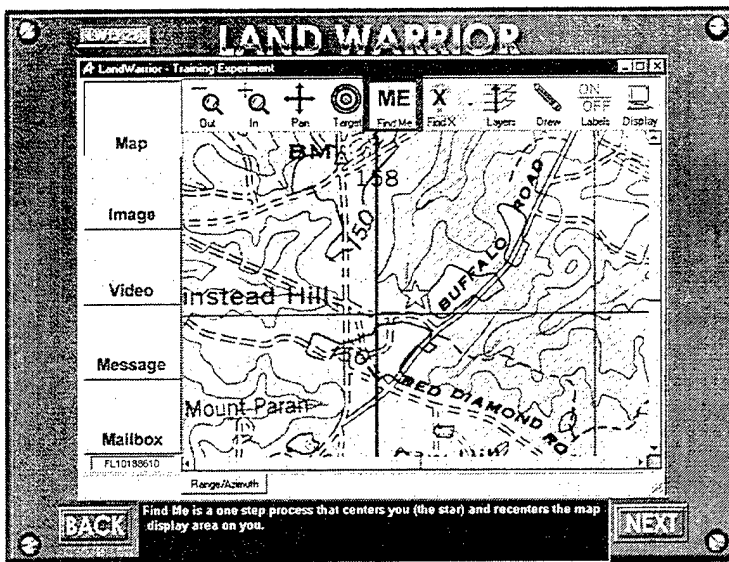 LAND WARRIOR
LandWarrior - Training Experiment
Out In Pan Target ME Find Me X Find X Layers Draw ON OFF Labels Display
Map
Image
Video
Message
Mailbox
FL10188610
BM
168
150
BUFFALO ROAD
instead Hill
RED DIAMOND RD
Mount Paran
Range/Azimuth
BACK
Find Me is a one step process that centers you (the star) and recenters the map
display area on you.
NEXT